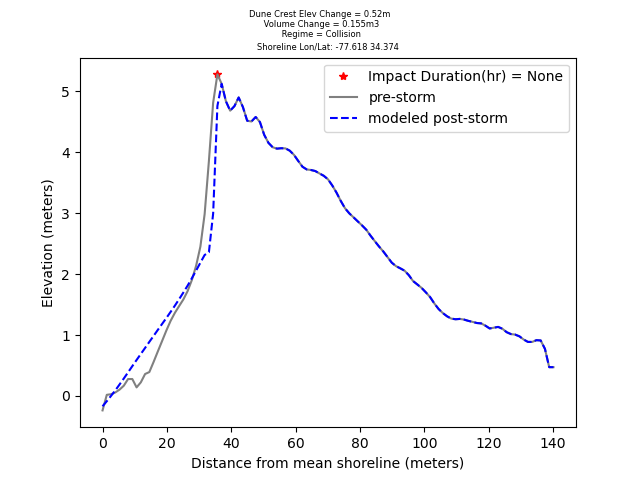 Dune Crest Elev Change = 0.52m
Volume Change = 0.155m3
Regime = Collision
Shoreline Lon/Lat: -77.618 34.374
Impact Duration(hr) = None
pre-storm
modeled post-storm
Elevation (meters)
5
4
3
2
1
0
0 20 40 60 80 100 120 140
Distance from mean shoreline (meters)